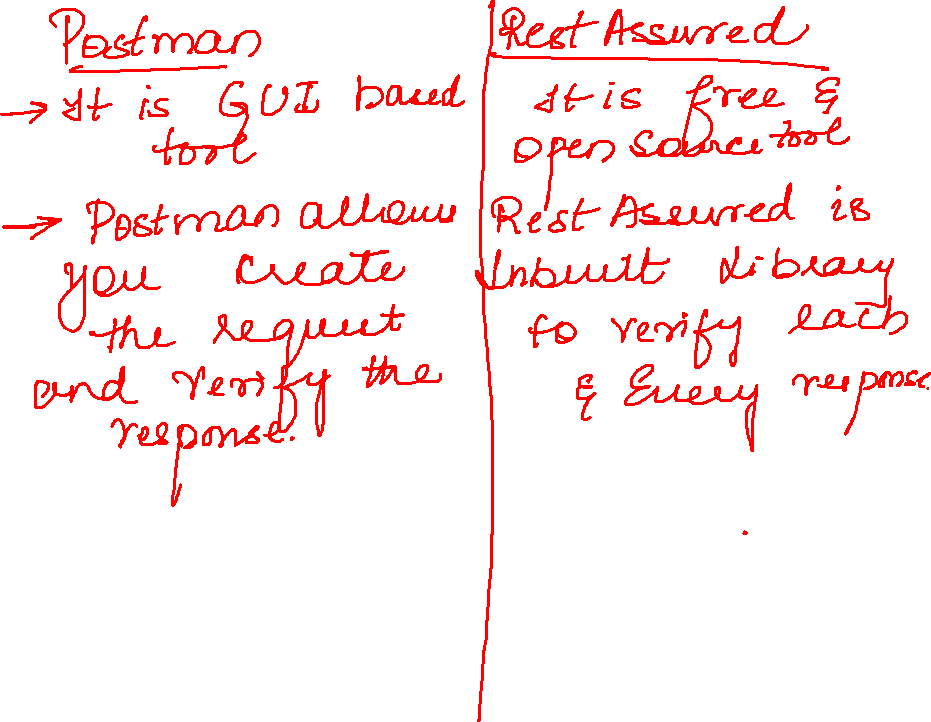 Postman
→ It is GUI based
tool
→ Postman allows
you create
the request
and verify the
response.
Rest Assured
It is free &
open source tool
Rest Assured is
Inbuilt Library
to verify each
& Every response.